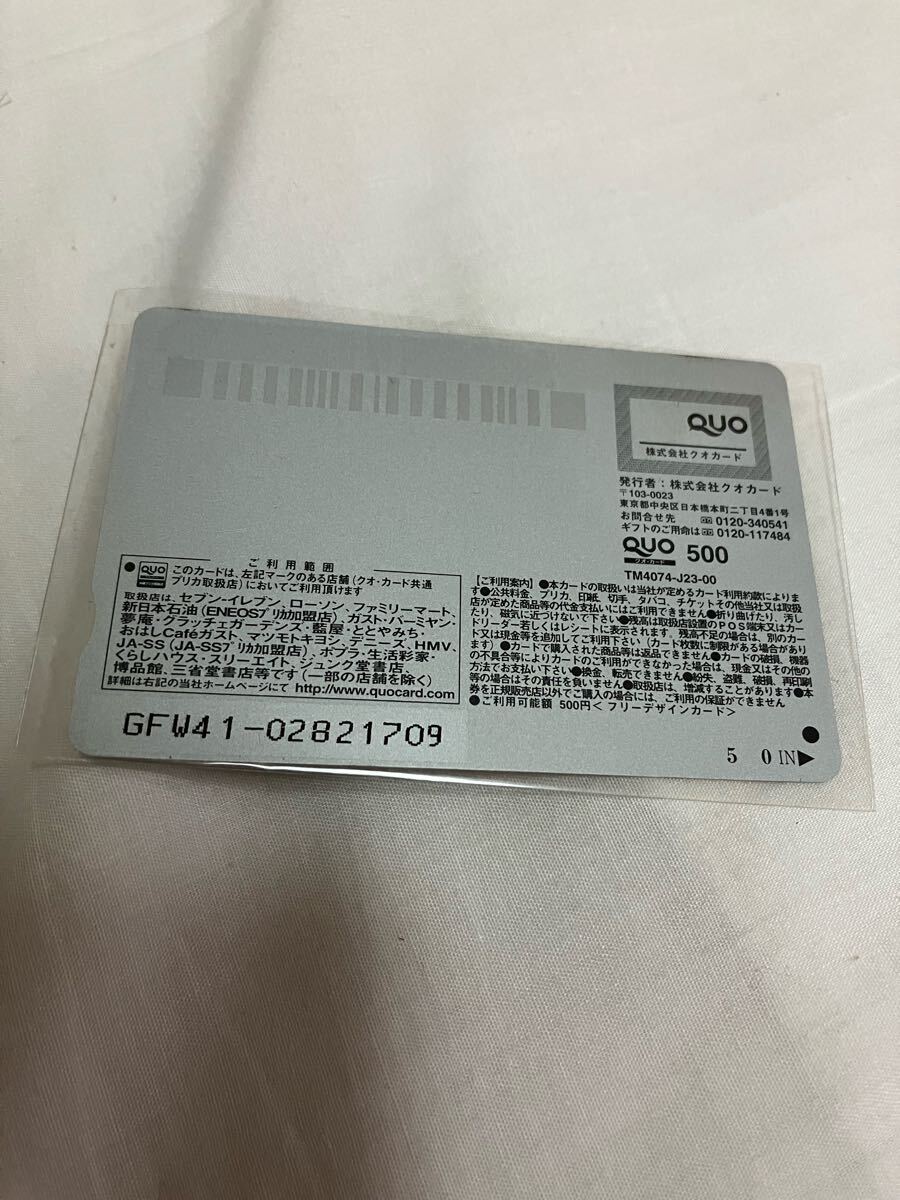 QUO
株式会社クオカード
発行者：株式会社クオカード
〒103-0023
東京都中央区日本橋本町二丁目4番1号
お問合せ先 0120-340541
ギフトのご用命は 0120-117484
QUO 500
クオ・カード
TM4074-J23-00
ご利用範囲
QUO
このカードは、左記マークのある店舗（クオ・カード共通
プリカ取扱店）においてご利用頂けます
取扱店は、セブン-イレブン、ローソン、ファミリーマート、
新日本石油（ENEOSプリカ加盟店）、ガスト・バーミヤン・
夢庵・グラッチェガーデンズ・藍屋・ととやみち・
おはしCaféガスト、マツモトキヨシ、デニーズ、HMV、
JA-SS（JA-SSプリカ加盟店）、ポプラ・生活彩家・
くらしハウス・スリーエイト、ジュンク堂書店、
博品館、三省堂書店等です（一部の店舗を除く）
詳細は右記の当社ホームページにて http://www.quocard.com
GFW41-02821709
【ご利用案内】●本カードの取扱いは当社が定めるカード利用約款によりま
す●公共料金、プリカ、印紙、切手、タバコ、チケットその他当社又は取扱
店が定めた商品等の代金支払いにはご利用できません●折り曲げたり、汚し
たり、磁気に近づけないで下さい●残高は取扱店設置のPOS端末又はカー
ドリーダー若しくはレシートに表示されます。残高不足の場合は、別のカー
ド又は現金等を追加してご利用下さい（カード枚数に制限がある場合があり
ます）●カードで購入された商品等は返品できません●カードの破損、機器
の不具合等によりカードのご利用ができなかった場合は、現金又はその他の
方法でお支払い下さい●換金、転売できません●紛失、盗難、破損、再印刷
等の場合はその責任を負いません●取扱店は、増減することがあります●本
券を正規販売店以外でご購入の場合には、ご利用の保証ができません
●ご利用可能額 500円＜フリーデザインカード＞
5 0 IN▶